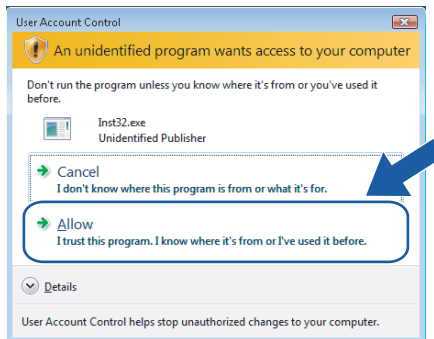 User Account Control
An unidentified program wants access to your computer
Don't run the program unless you know where it's from or you've used it
before.
Inst32.exe
Unidentified Publisher
Cancel
I don't know where this program is from or what it's for.
Allow
I trust this program. I know where it's from or I've used it before.
Details
User Account Control helps stop unauthorized changes to your computer.